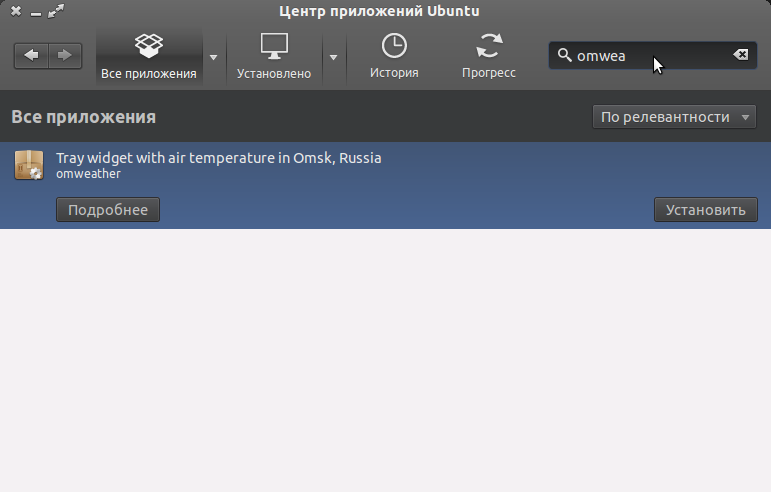 Центр приложений Ubuntu
Все приложения
Установлено
История
Прогресс
omwea
Все приложения
По релевантности
Tray widget with air temperature in Omsk, Russia
omweather
Подробнее
Установить